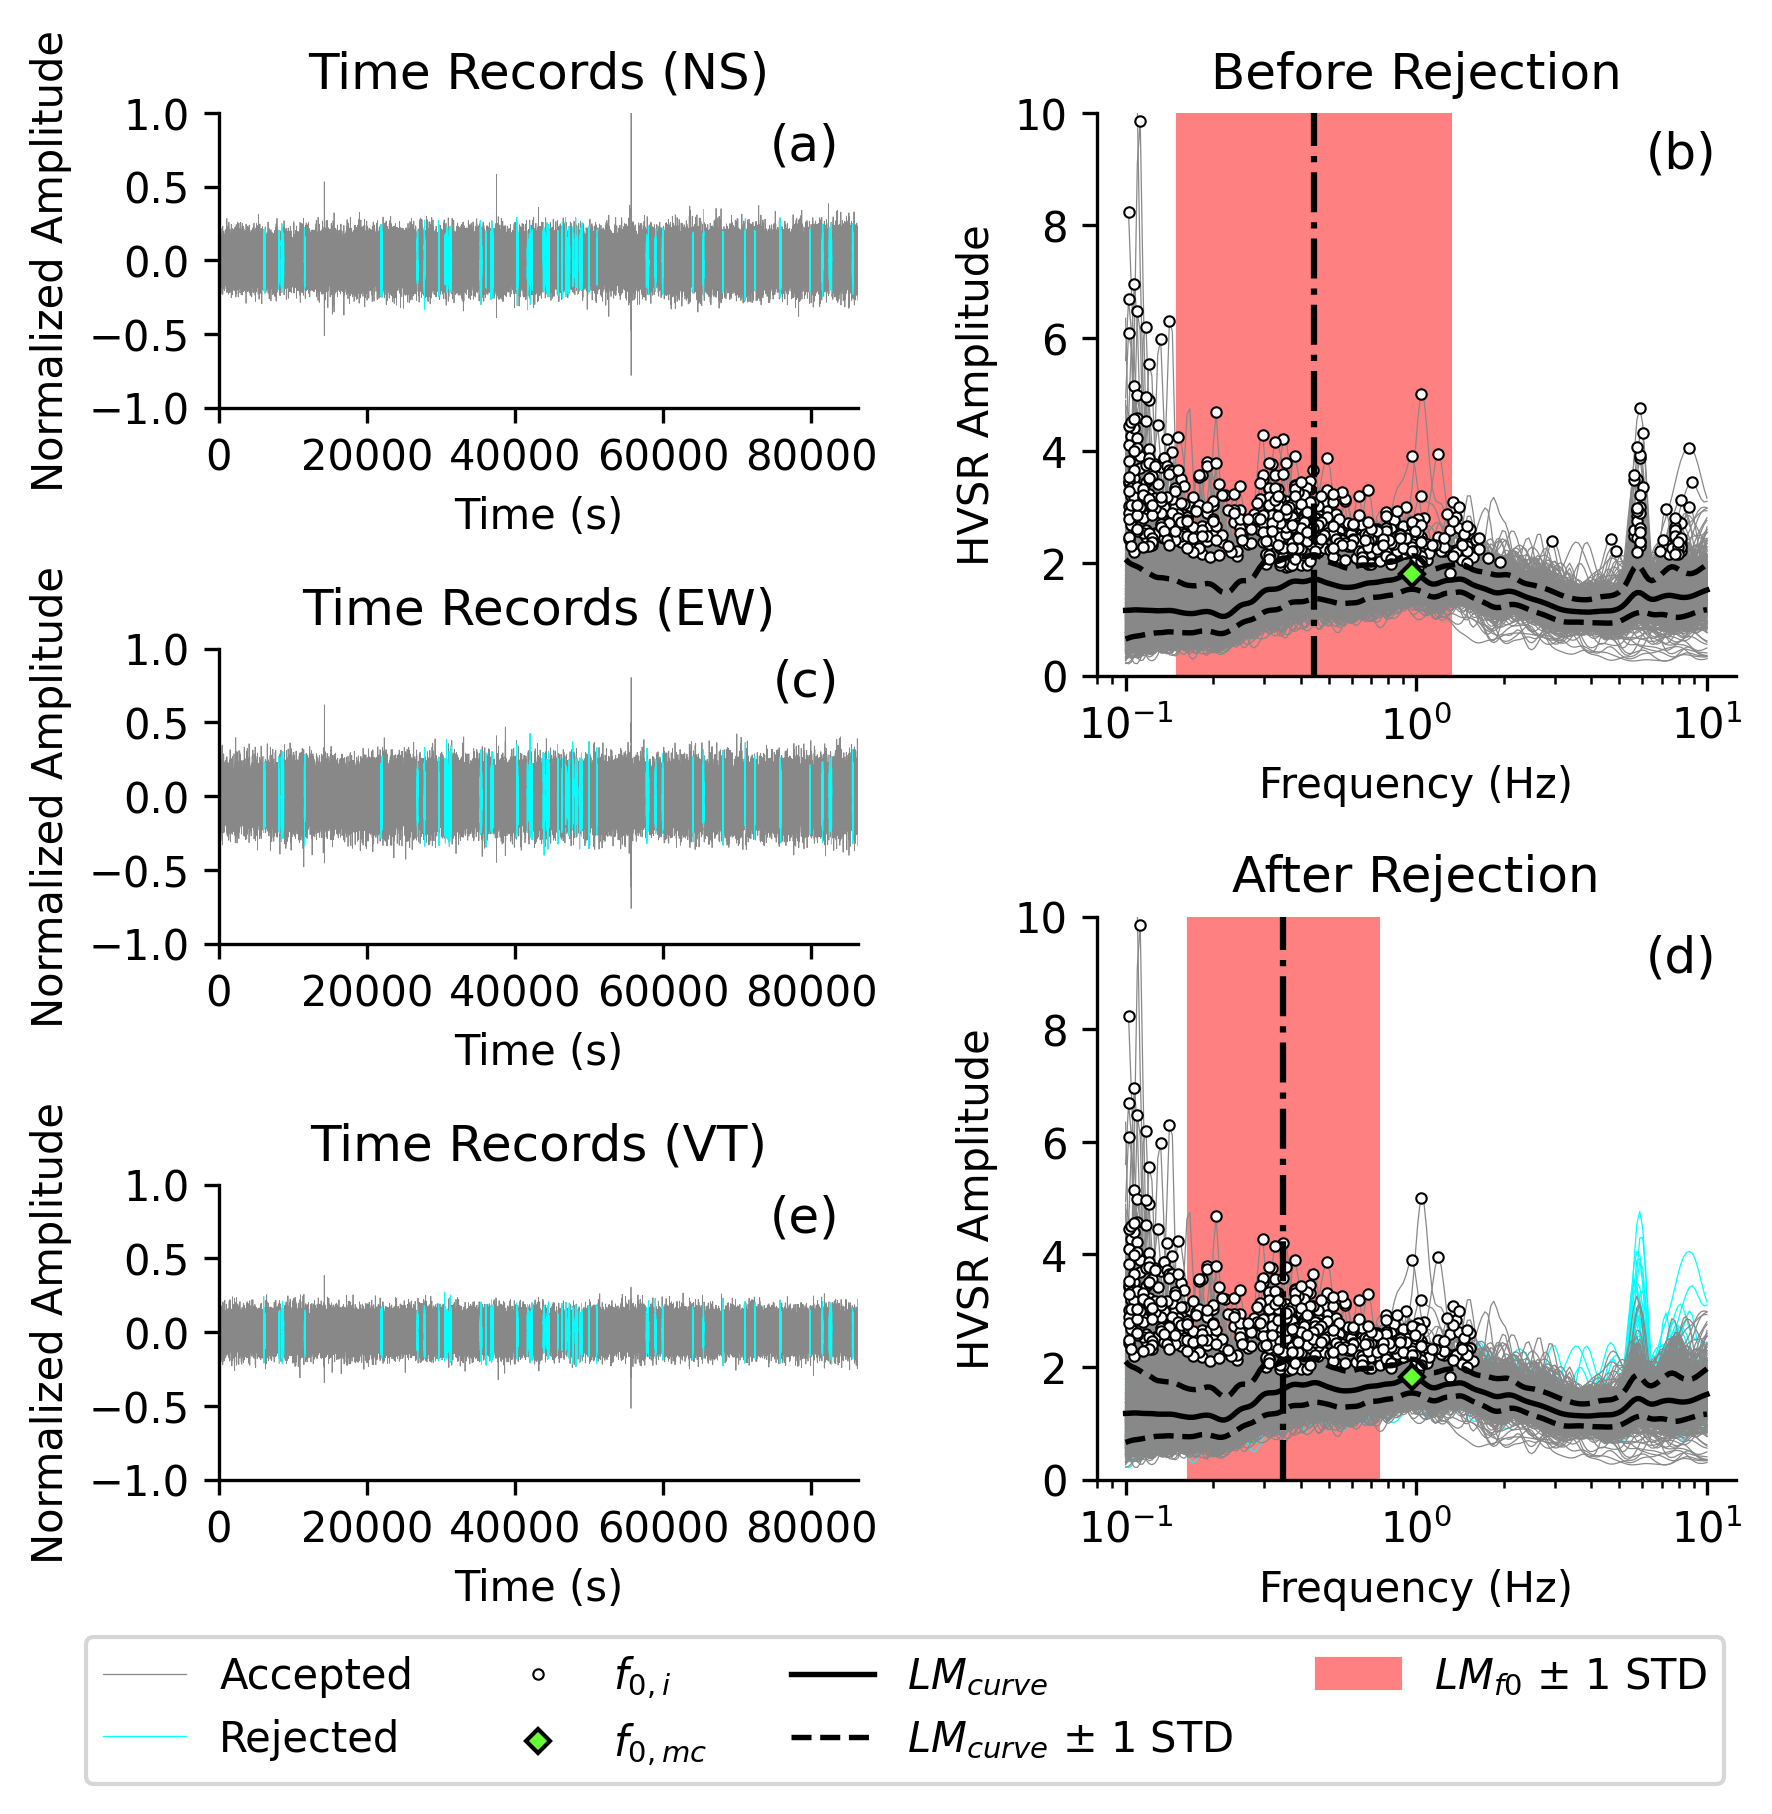 Time Records (NS)
Normalized Amplitude
1.0
0.5
0.0
−0.5
−1.0
(a)
0 20000 40000 60000 80000
Time (s)
Before Rejection
HVSR Amplitude
10
8
6
4
2
0
(b)
10⁻¹ 10⁰ 10¹
Frequency (Hz)
Time Records (EW)
Normalized Amplitude
1.0
0.5
0.0
−0.5
−1.0
(c)
0 20000 40000 60000 80000
Time (s)
After Rejection
HVSR Amplitude
10
8
6
4
2
0
(d)
10⁻¹ 10⁰ 10¹
Frequency (Hz)
Time Records (VT)
Normalized Amplitude
1.0
0.5
0.0
−0.5
−1.0
(e)
0 20000 40000 60000 80000
Time (s)
Accepted
Rejected
f0,i
f0,mc
LMcurve
LMcurve ± 1 STD
LMf0 ± 1 STD